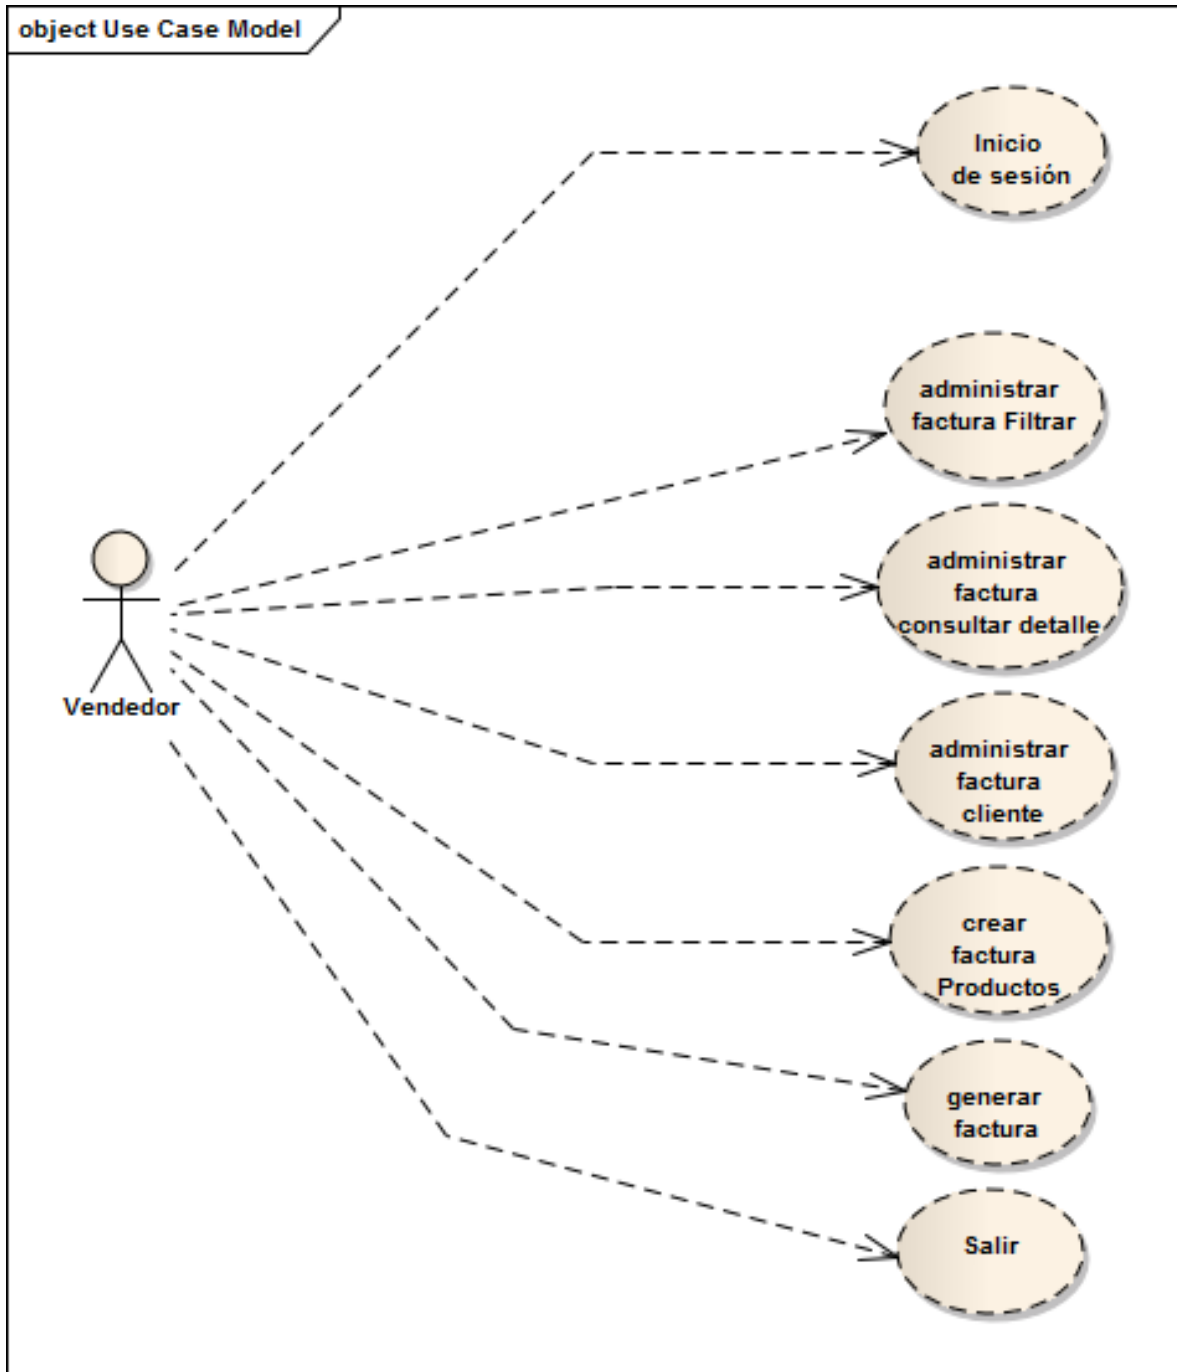 object Use Case Model
Inicio
de sesión
administrar
factura Filtrar
administrar
factura
consultar detalle
Vendedor
administrar
factura
cliente
crear
factura
Productos
generar
factura
Salir